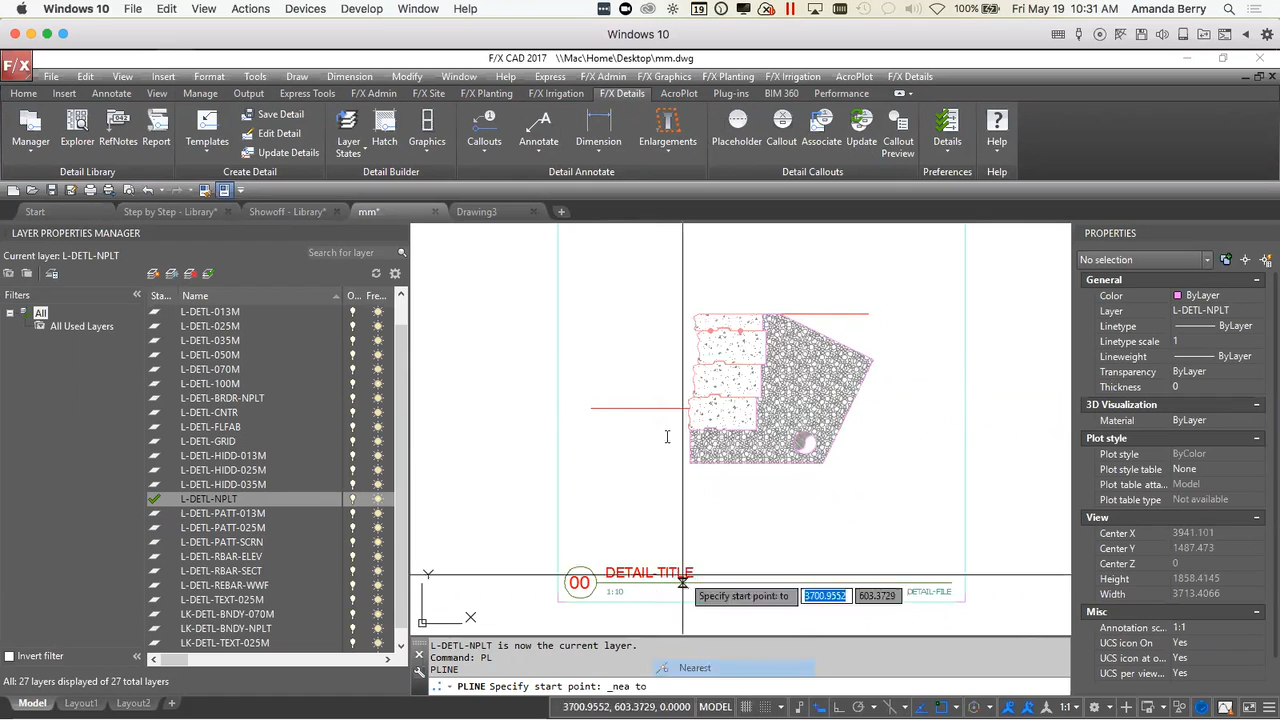 Windows 10 File Edit View Actions Devices Develop Window Help 19 100% Fri May 19 10:31 AM Amanda Berry
Windows 10
F/X CAD 2017 \\Mac\Home\Desktop\mm.dwg
F/X File Edit View Insert Format Tools Draw Dimension Modify Window Help Express F/X Admin F/X Graphics F/X Planting F/X Irrigation AcroPlot F/X Details
Home Insert Annotate View Manage Output Express Tools F/X Admin F/X Site F/X Planting F/X Irrigation F/X Details AcroPlot Plug-ins BIM 360 Performance
Manager Explorer RefNotes Report Templates Save Detail Edit Detail Update Details Layer States Hatch Graphics Callouts Annotate Dimension Enlargements Placeholder Callout Associate Update Callout Preview Details Help
Detail Library Create Detail Detail Builder Detail Annotate Detail Callouts Preferences Help
Start Step by Step - Library* Showoff - Library* mm* Drawing3
LAYER PROPERTIES MANAGER
Current layer: L-DETL-NPLT Search for layer
Filters Sta... Name O... Fre...
All
All Used Layers
L-DETL-013M
L-DETL-025M
L-DETL-035M
L-DETL-050M
L-DETL-070M
L-DETL-100M
L-DETL-BRDR-NPLT
L-DETL-CNTR
L-DETL-FLFAB
L-DETL-GRID
L-DETL-HIDD-013M
L-DETL-HIDD-025M
L-DETL-HIDD-035M
L-DETL-NPLT
L-DETL-PATT-013M
L-DETL-PATT-025M
L-DETL-PATT-SCRN
L-DETL-RBAR-ELEV
L-DETL-RBAR-SECT
L-DETL-REBAR-WWF
L-DETL-TEXT-025M
LK-DETL-BNDY-070M
LK-DETL-BNDY-NPLT
LK-DETL-TEXT-025M
Invert filter
All: 27 layers displayed of 27 total layers
00 DETAIL-TITLE
1:10 DETAIL-FILE
Specify start point: to 3700.9552 603.3729
Y
X
L-DETL-NPLT is now the current layer.
Command: PL
PLINE
Nearest
PLINE Specify start point: _nea to
PROPERTIES
No selection
General
Color ByLayer
Layer L-DETL-NPLT
Linetype ByLayer
Linetype scale 1
Lineweight ByLayer
Transparency ByLayer
Thickness 0
3D Visualization
Material ByLayer
Plot style
Plot style ByColor
Plot style table None
Plot table atta... Model
Plot table type Not available
View
Center X 3941.101
Center Y 1487.473
Center Z 0
Height 1858.4145
Width 3713.4066
Misc
Annotation sc... 1:1
UCS icon On Yes
UCS icon at o... Yes
UCS per view... Yes
Model Layout1 Layout2 3700.9552, 603.3729, 0.0000 MODEL 1:1